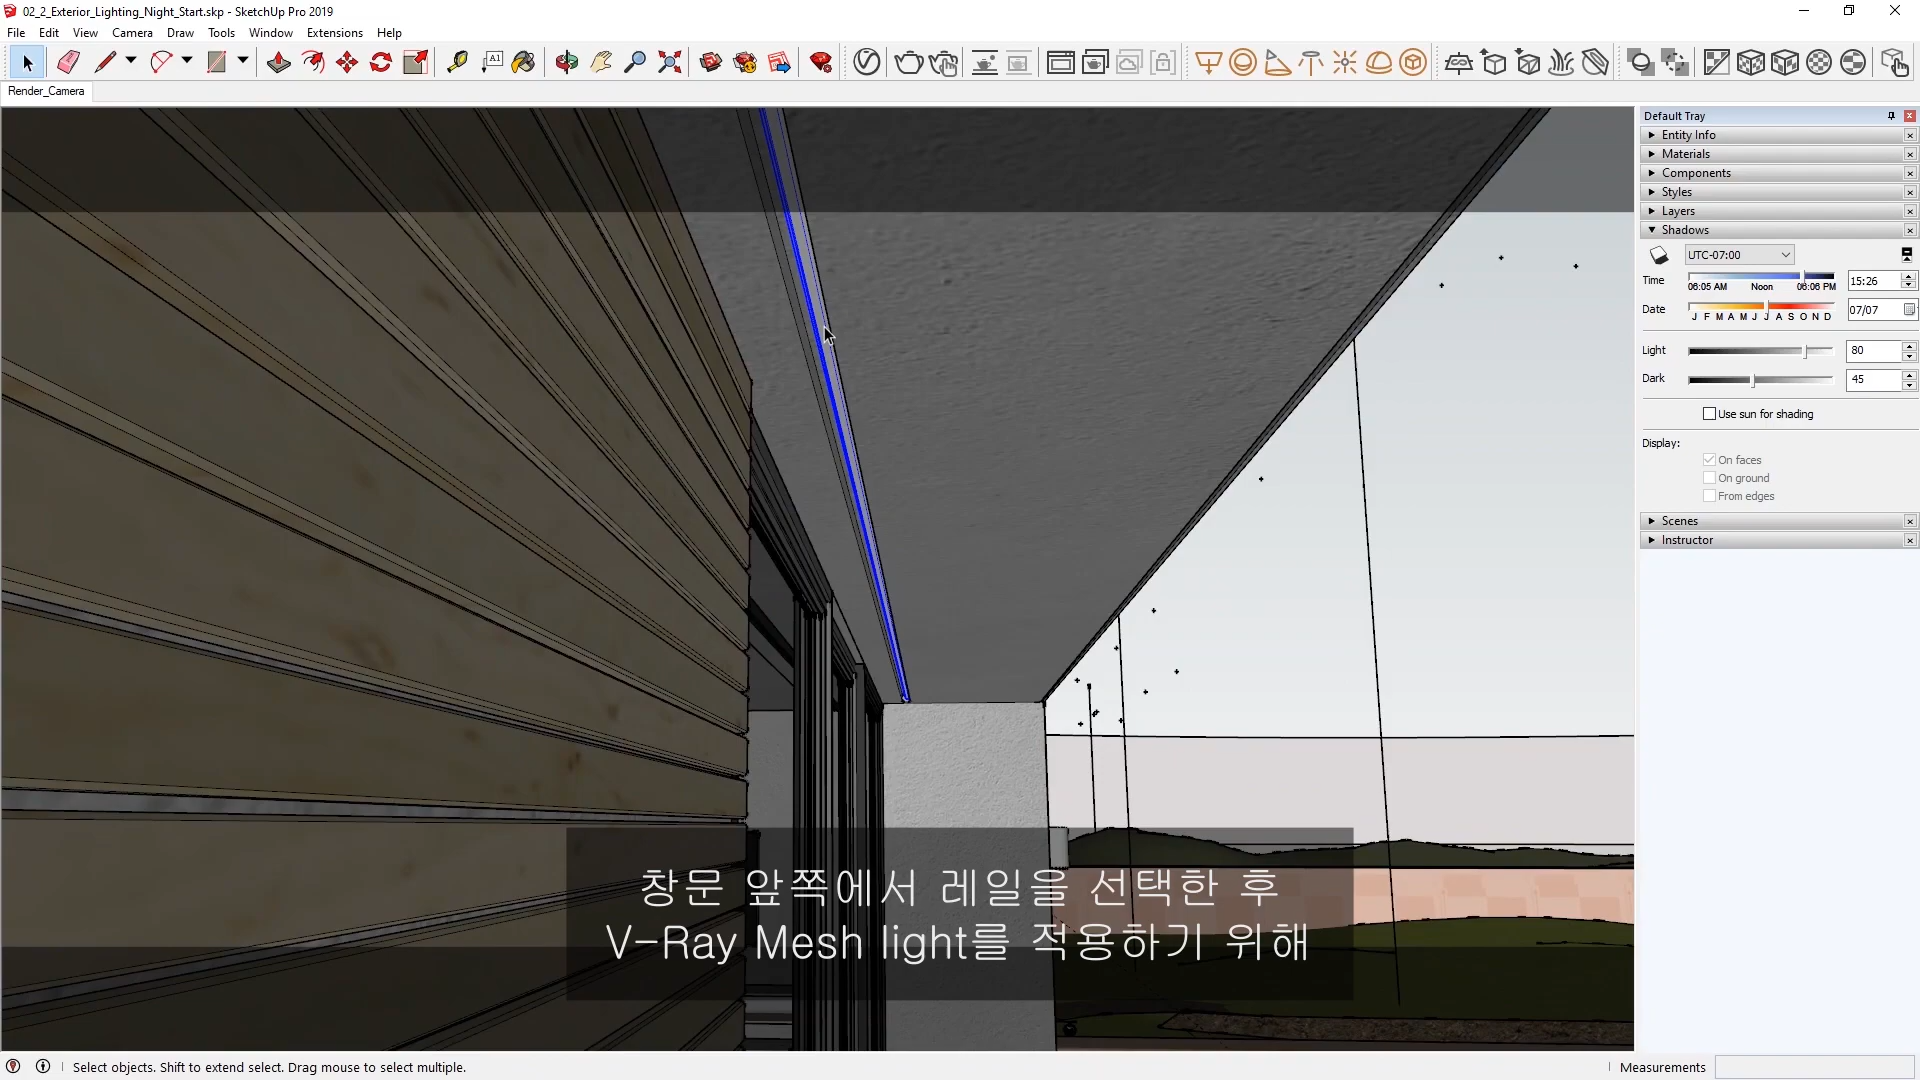 02_2_Exterior_Lighting_Night_Start.skp - SketchUp Pro 2019
File Edit View Camera Draw Tools Window Extensions Help
A1
Render_Camera
Default Tray
Entity Info
Materials
Components
Styles
Layers
Shadows
UTC-07:00
Time 06:05 AM Noon 06:06 PM 15:26
Date J F M A M J J A S O N D 07/07
Light 80
Dark 45
Use sun for shading
Display:
On faces
On ground
From edges
Scenes
Instructor
창문 앞쪽에서 레일을 선택한 후
V-Ray Mesh light를 적용하기 위해
Select objects. Shift to extend select. Drag mouse to select multiple.
Measurements